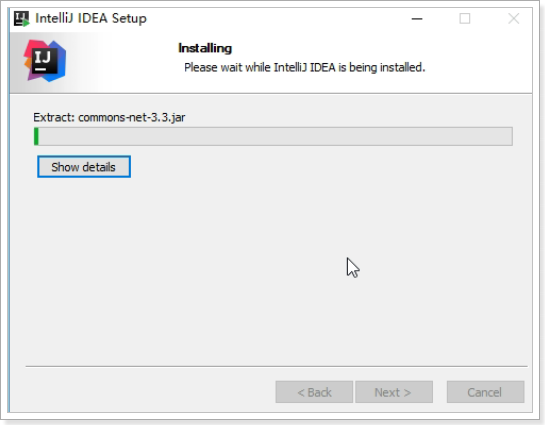 IntelliJ IDEA Setup
IJ
Installing
Please wait while IntelliJ IDEA is being installed.
Extract: commons-net-3.3.jar
Show details
< Back
Next >
Cancel